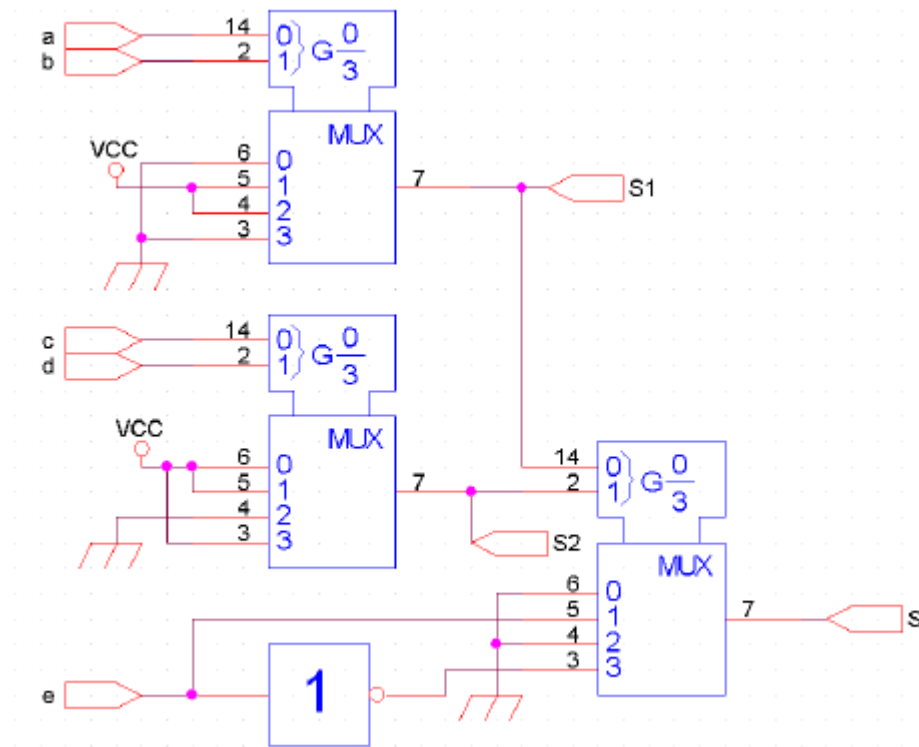 a 14 0 } G 0/3
b 2 1
MUX
VCC
6 0
5 1 7 S1
4 2
3 3
c 14 0 } G 0/3
d 2 1
MUX
VCC
6 0
5 1 7
4 2
3 3
S2
14 0 } G 0/3
2 1
MUX
6 0
5 1 7 S
4 2
3 3
e 1